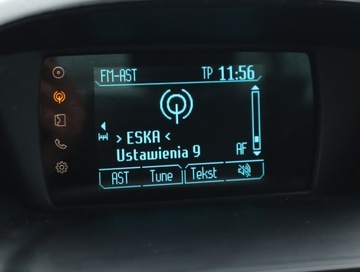 FM-AST TP 11:56
> ESKA <
Ustawienia 9 AF
AST Tune Tekst